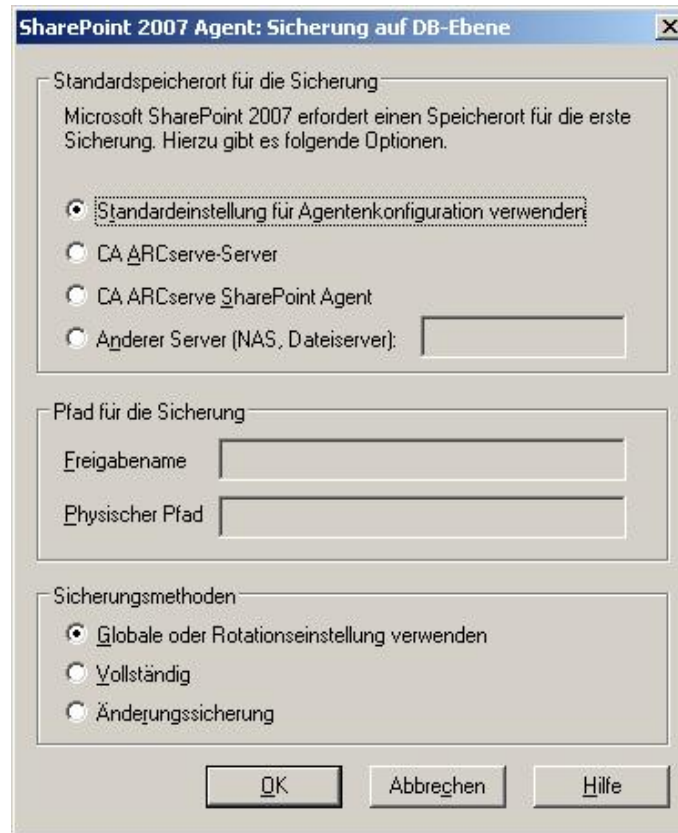 SharePoint 2007 Agent: Sicherung auf DB-Ebene
Standardspeicherort für die Sicherung
Microsoft SharePoint 2007 erfordert einen Speicherort für die erste
Sicherung. Hierzu gibt es folgende Optionen.
Standardeinstellung für Agentenkonfiguration verwenden
CA ARCserve-Server
CA ARCserve SharePoint Agent
Anderer Server (NAS, Dateiserver):
Pfad für die Sicherung
Freigabename
Physischer Pfad
Sicherungsmethoden
Globale oder Rotationseinstellung verwenden
Vollständig
Änderungssicherung
OK Abbrechen Hilfe